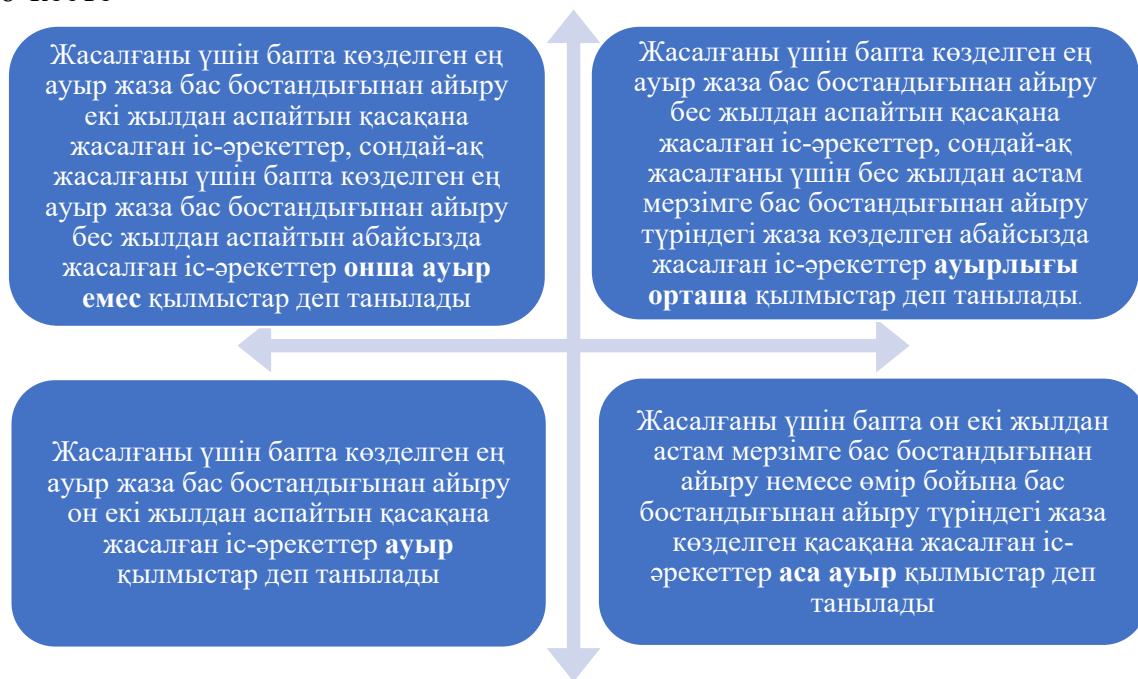 Жасалғаны үшін бапта көзделген ең
ауыр жаза бас бостандығынан айыру
екі жылдан аспайтын қасақана
жасалған іс-әрекеттер, сондай-ақ
жасалғаны үшін бапта көзделген ең
ауыр жаза бас бостандығынан айыру
бес жылдан аспайтын абайсызда
жасалған іс-әрекеттер онша ауыр
емес қылмыстар деп танылады
Жасалғаны үшін бапта көзделген ең
ауыр жаза бас бостандығынан айыру
бес жылдан аспайтын қасақана
жасалған іс-әрекеттер, сондай-ақ
жасалғаны үшін бес жылдан астам
мерзімге бас бостандығынан айыру
түріндегі жаза көзделген абайсызда
жасалған іс-әрекеттер ауырлығы
орташа қылмыстар деп танылады.
Жасалғаны үшін бапта көзделген ең
ауыр жаза бас бостандығынан айыру
он екі жылдан аспайтын қасақана
жасалған іс-әрекеттер ауыр
қылмыстар деп танылады
Жасалғаны үшін бапта он екі жылдан
астам мерзімге бас бостандығынан
айыру немесе өмір бойына бас
бостандығынан айыру түріндегі жаза
көзделген қасақана жасалған іс-
әрекеттер аса ауыр қылмыстар деп
танылады